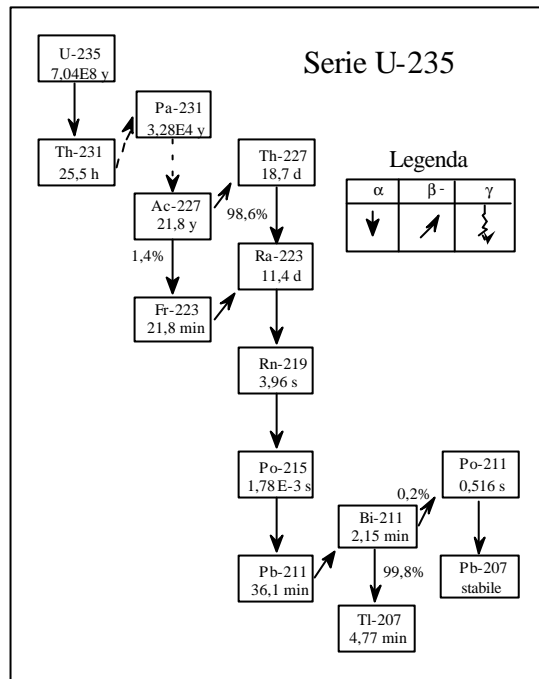 Serie U-235
U-235
7,04E8 y
Pa-231
3,28E4 y
Th-231
25,5 h
Th-227
18,7 d
Legenda
α β - γ
Ac-227
21,8 y
98,6%
1,4%
Ra-223
11,4 d
Fr-223
21,8 min
Rn-219
3,96 s
Po-215
1,78E-3 s
Po-211
0,516 s
0,2%
Bi-211
2,15 min
Pb-211
36,1 min
99,8%
Pb-207
stabile
Tl-207
4,77 min